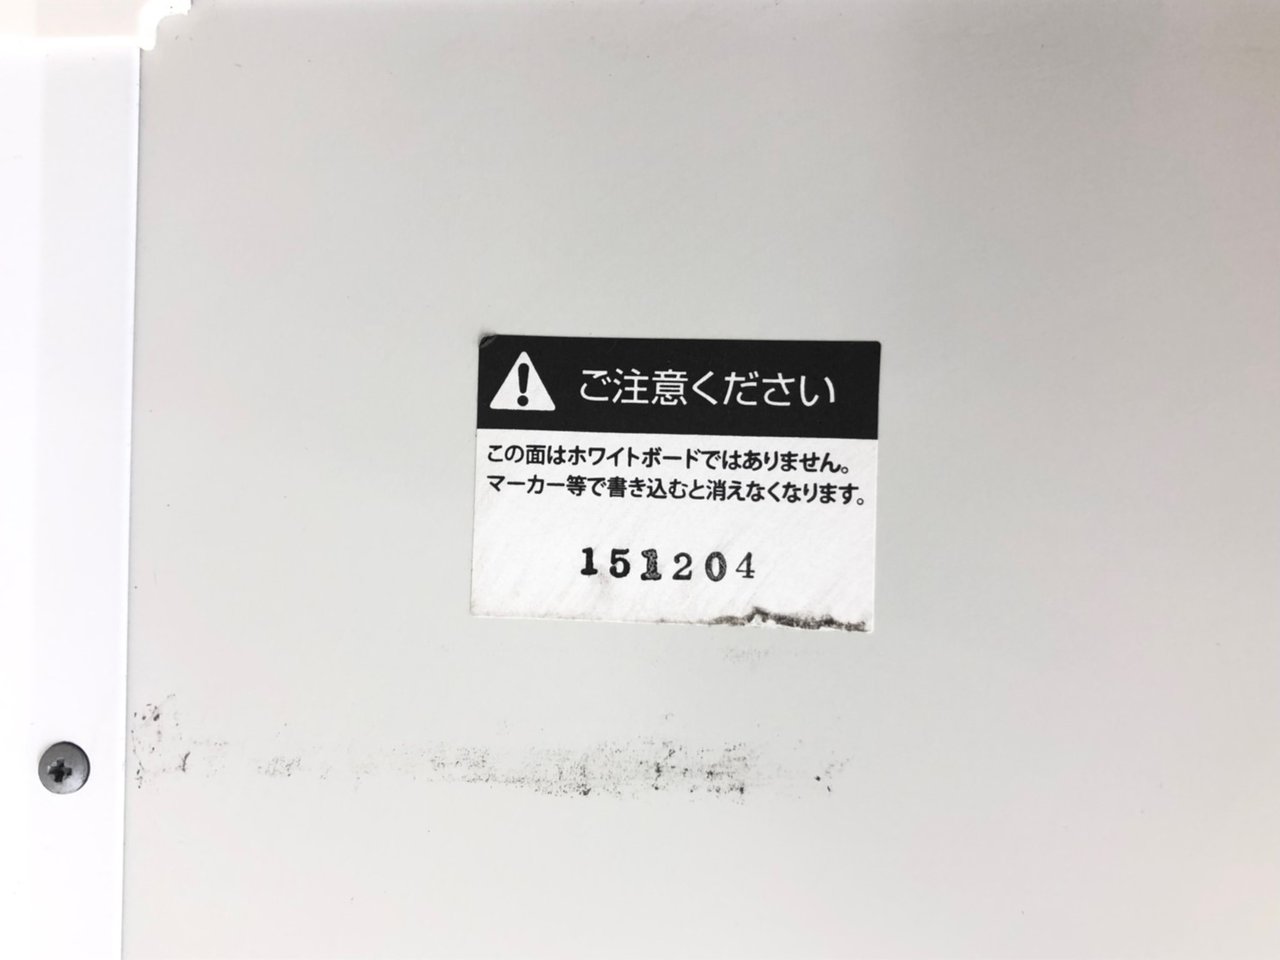 ご注意ください
この面はホワイトボードではありません。
マーカー等で書き込むと消えなくなります。
151204